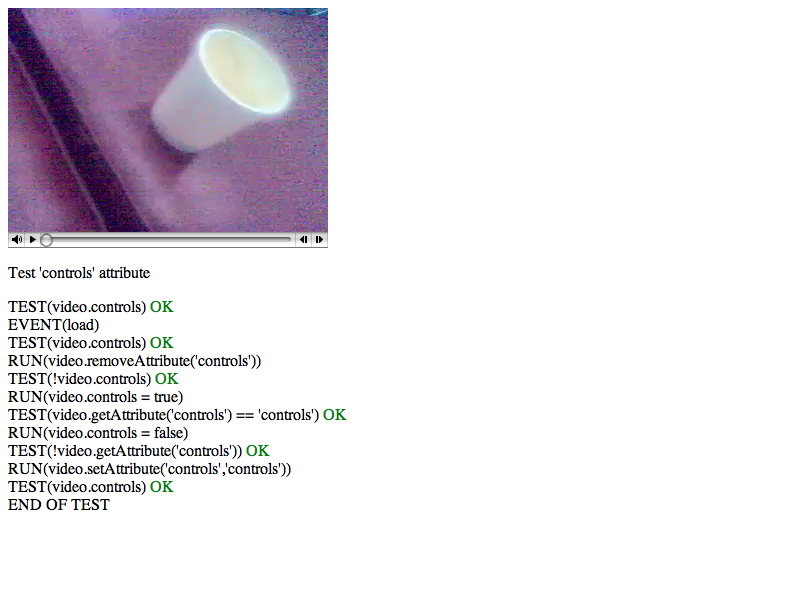 Test 'controls' attribute
TEST(video.controls) OK
EVENT(load)
TEST(video.controls) OK
RUN(video.removeAttribute('controls'))
TEST(!video.controls) OK
RUN(video.controls = true)
TEST(video.getAttribute('controls') == 'controls') OK
RUN(video.controls = false)
TEST(!video.getAttribute('controls')) OK
RUN(video.setAttribute('controls','controls'))
TEST(video.controls) OK
END OF TEST